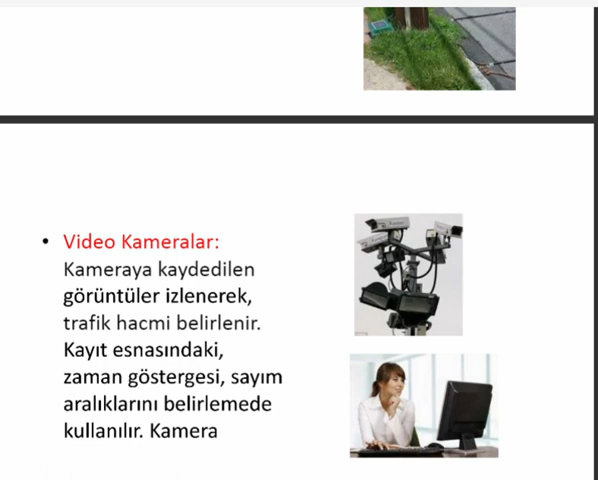 • Video Kameralar:
Kameraya kaydedilen
görüntüler izlenerek,
trafik hacmi belirlenir.
Kayıt esnasındaki,
zaman göstergesi, sayım
aralıklarını belirlemede
kullanılır. Kamera